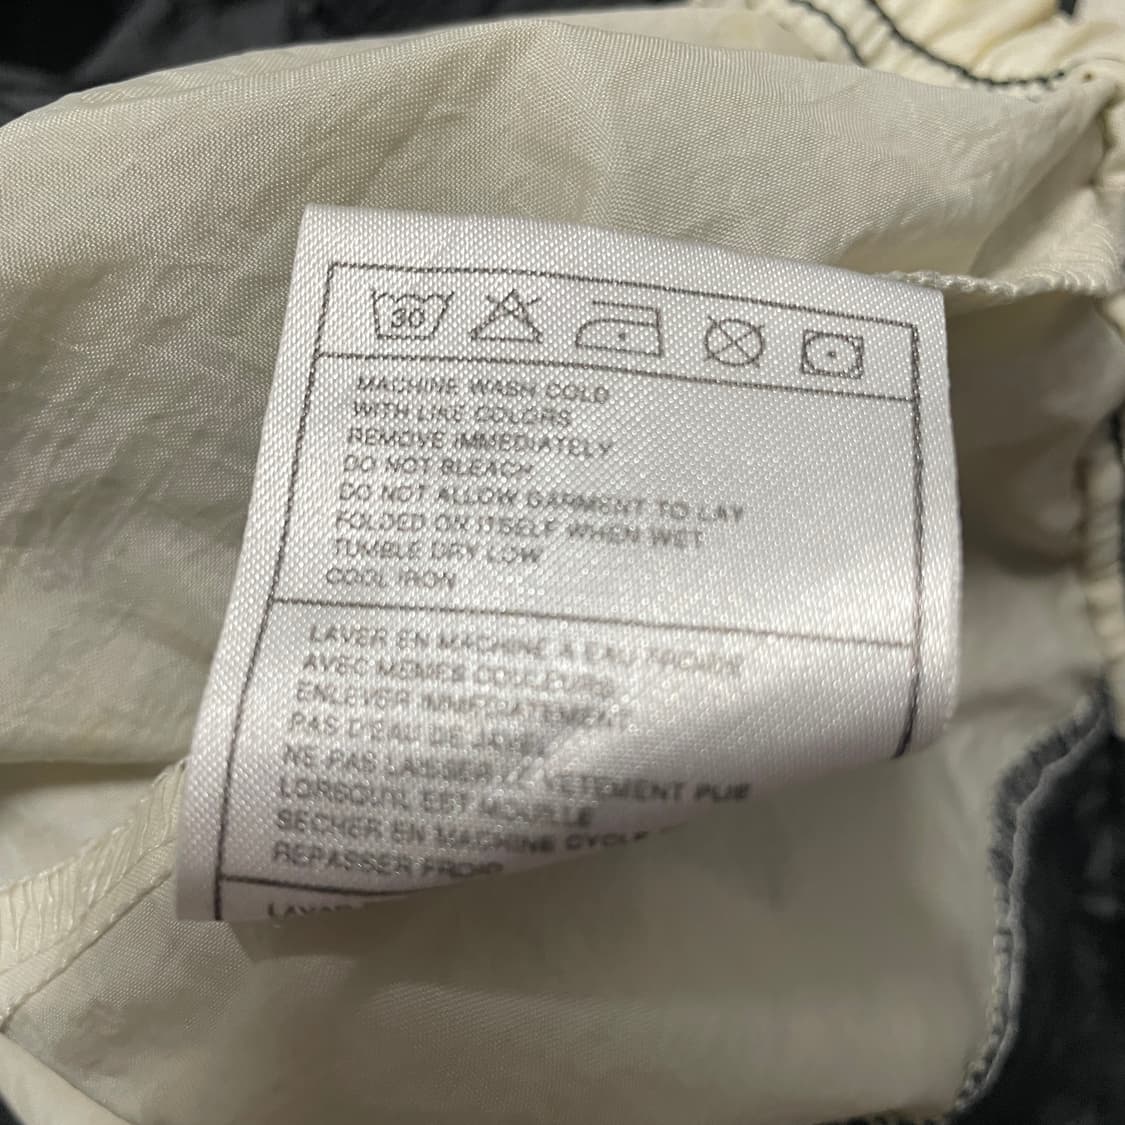 30
MACHINE WASH COLD
WITH LIKE COLORS
REMOVE IMMEDIATELY
DO NOT BLEACH
DO NOT ALLOW GARMENT TO LAY
FOLDED ON ITSELF WHEN WET
TUMBLE DRY LOW
COOL IRON
LAVER EN MACHINE À EAU FROIDE
AVEC MEMES COULEURS
ENLEVER IMMEDIATEMENT
PAS D'EAU DE JAVEL
NE PAS LAISSER LE VETEMENT PLIE
LORSQU'IL EST MOUILLE
SECHER EN MACHINE CYCLE
REPASSER FROID